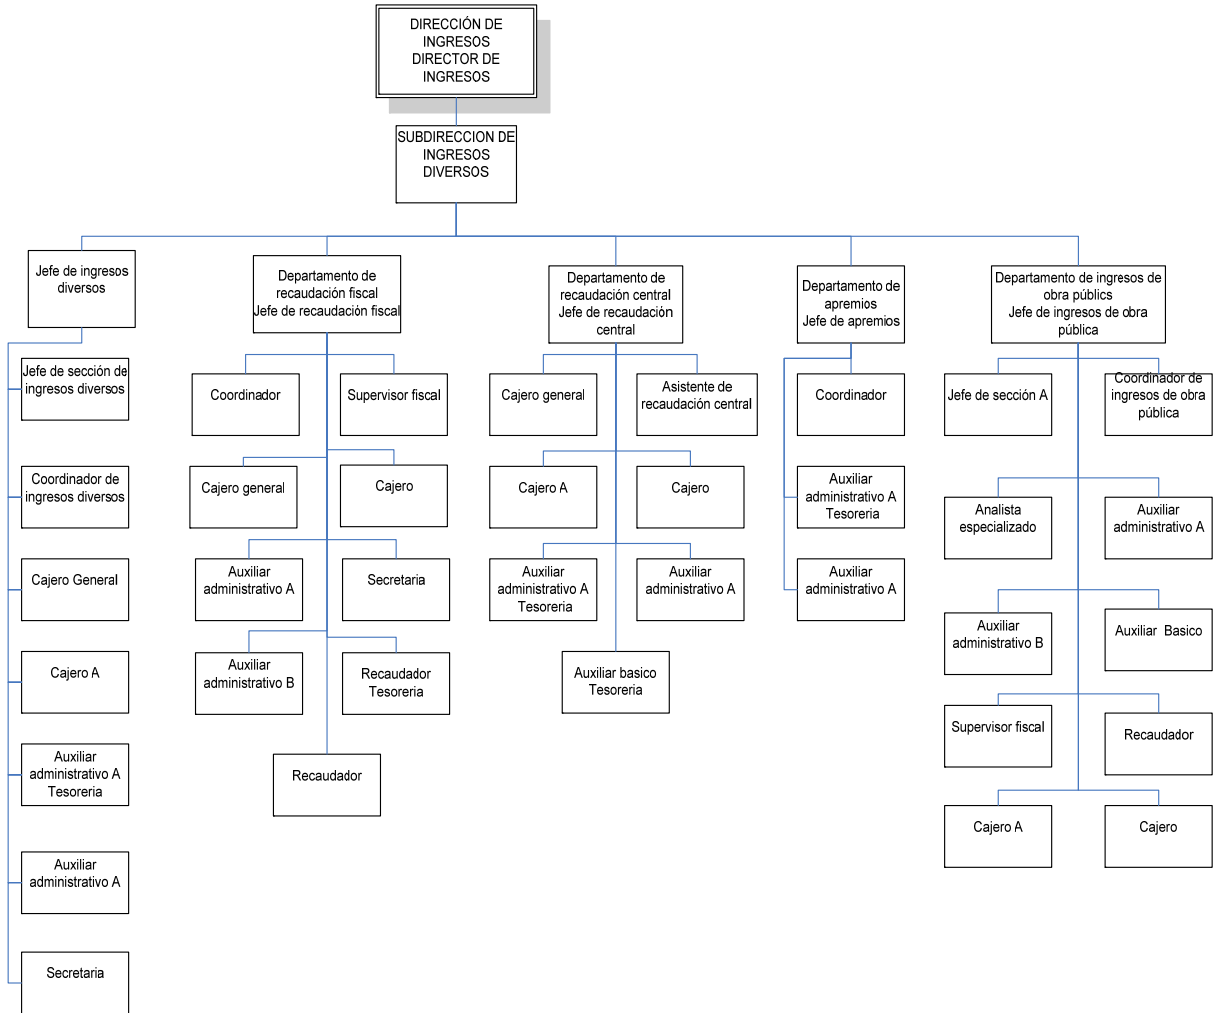 DIRECCIÓN DE
INGRESOS
DIRECTOR DE
INGRESOS
SUBDIRECCION DE
INGRESOS
DIVERSOS
Jefe de ingresos
diversos
Jefe de sección de
ingresos diversos
Coordinador de
ingresos diversos
Cajero General
Cajero A
Auxiliar
administrativo A
Tesoreria
Auxiliar
administrativo A
Secretaria
Departamento de
recaudación fiscal
Jefe de recaudación fiscal
Coordinador
Supervisor fiscal
Cajero general
Cajero
Auxiliar
administrativo A
Secretaria
Auxiliar
administrativo B
Recaudador
Tesoreria
Recaudador
Departamento de
recaudación central
Jefe de recaudación
central
Cajero general
Asistente de
recaudación central
Cajero A
Cajero
Auxiliar
administrativo A
Tesoreria
Auxiliar
administrativo A
Auxiliar basico
Tesoreria
Departamento de
apremios
Jefe de apremios
Coordinador
Auxiliar
administrativo A
Tesoreria
Auxiliar
administrativo A
Departamento de ingresos de
obra públics
Jefe de ingresos de obra
pública
Jefe de sección A
Coordinador de
ingresos de obra
pública
Analista
especializado
Auxiliar
administrativo A
Auxiliar
administrativo B
Auxiliar Basico
Supervisor fiscal
Recaudador
Cajero A
Cajero